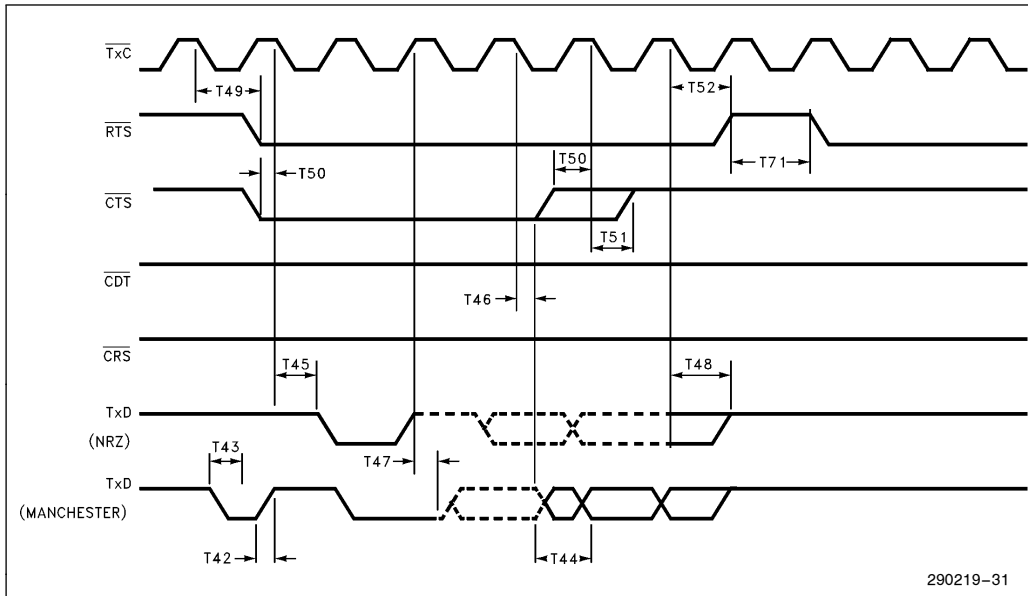 TxC
T49
T52
RTS
T50
T50
T71
CTS
T51
CDT
T46
CRS
T45
T48
TxD
(NRZ)
T43
T47
TxD
(MANCHESTER)
T42
T44
290219–31